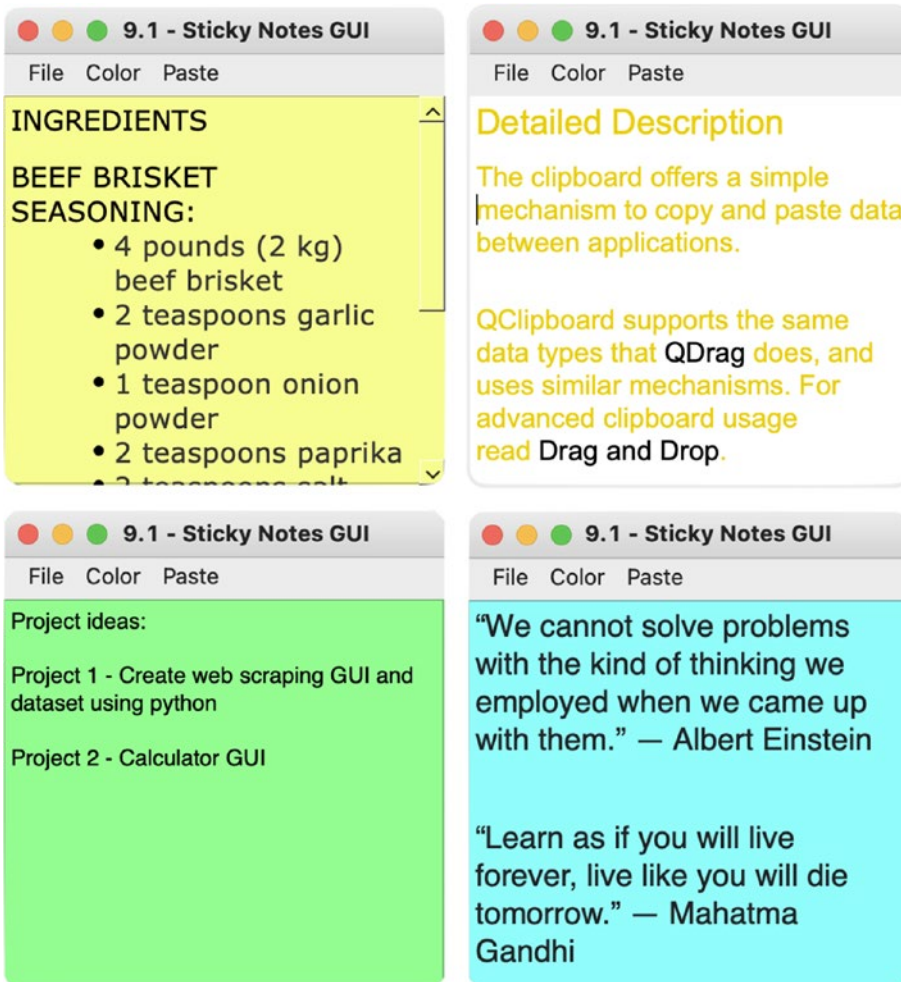 9.1 - Sticky Notes GUI
File Color Paste
INGREDIENTS
BEEF BRISKET
SEASONING:
• 4 pounds (2 kg)
beef brisket
• 2 teaspoons garlic
powder
• 1 teaspoon onion
powder
• 2 teaspoons paprika
9.1 - Sticky Notes GUI
File Color Paste
Detailed Description
The clipboard offers a simple
mechanism to copy and paste data
between applications.
QClipboard supports the same
data types that QDrag does, and
uses similar mechanisms. For
advanced clipboard usage
read Drag and Drop.
9.1 - Sticky Notes GUI
File Color Paste
Project ideas:
Project 1 - Create web scraping GUI and
dataset using python
Project 2 - Calculator GUI
9.1 - Sticky Notes GUI
File Color Paste
“We cannot solve problems
with the kind of thinking we
employed when we came up
with them.” — Albert Einstein
“Learn as if you will live
forever, live like you will die
tomorrow.” — Mahatma
Gandhi